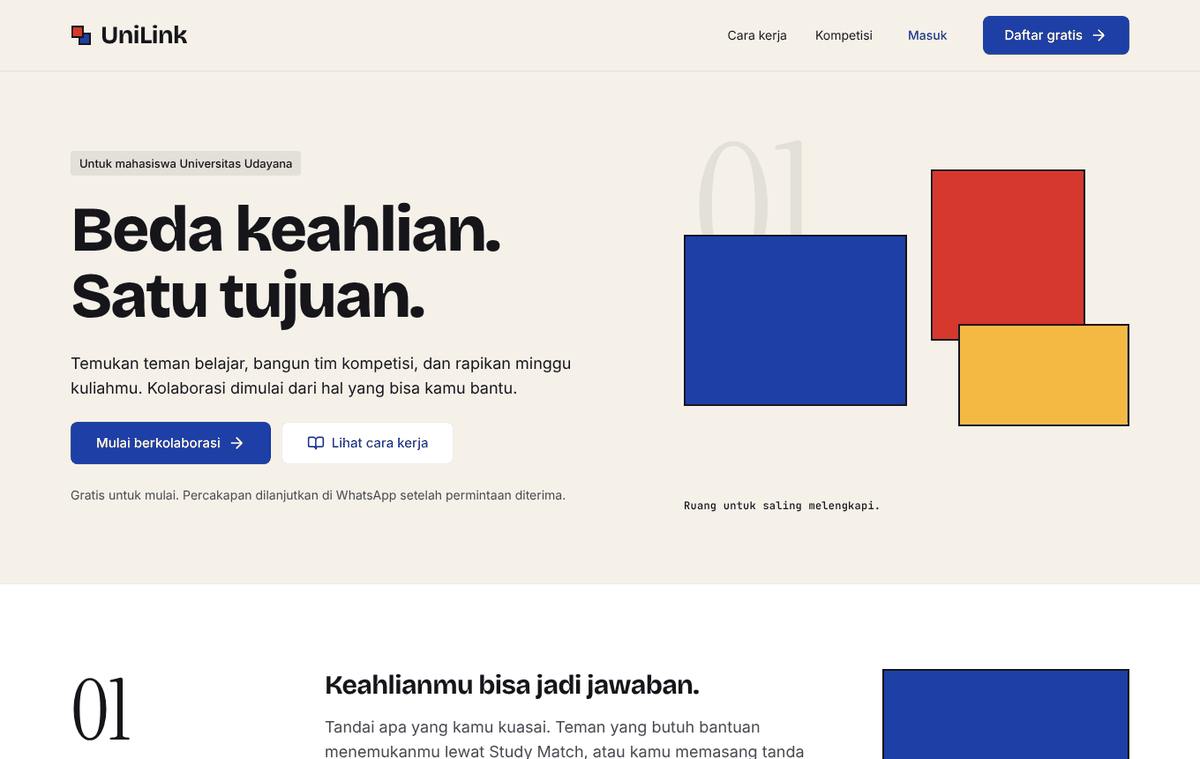 UniLink
Cara kerja
Kompetisi
Masuk
Daftar gratis
Untuk mahasiswa Universitas Udayana
Beda keahlian.
Satu tujuan.
Temukan teman belajar, bangun tim kompetisi, dan rapikan minggu
kuliahmu. Kolaborasi dimulai dari hal yang bisa kamu bantu.
Mulai berkolaborasi
Lihat cara kerja
Gratis untuk mulai. Percakapan dilanjutkan di WhatsApp setelah permintaan diterima.
01
Ruang untuk saling melengkapi.
01
Keahlianmu bisa jadi jawaban.
Tandai apa yang kamu kuasai. Teman yang butuh bantuan
menemukanmu lewat Study Match, atau kamu memasang tanda